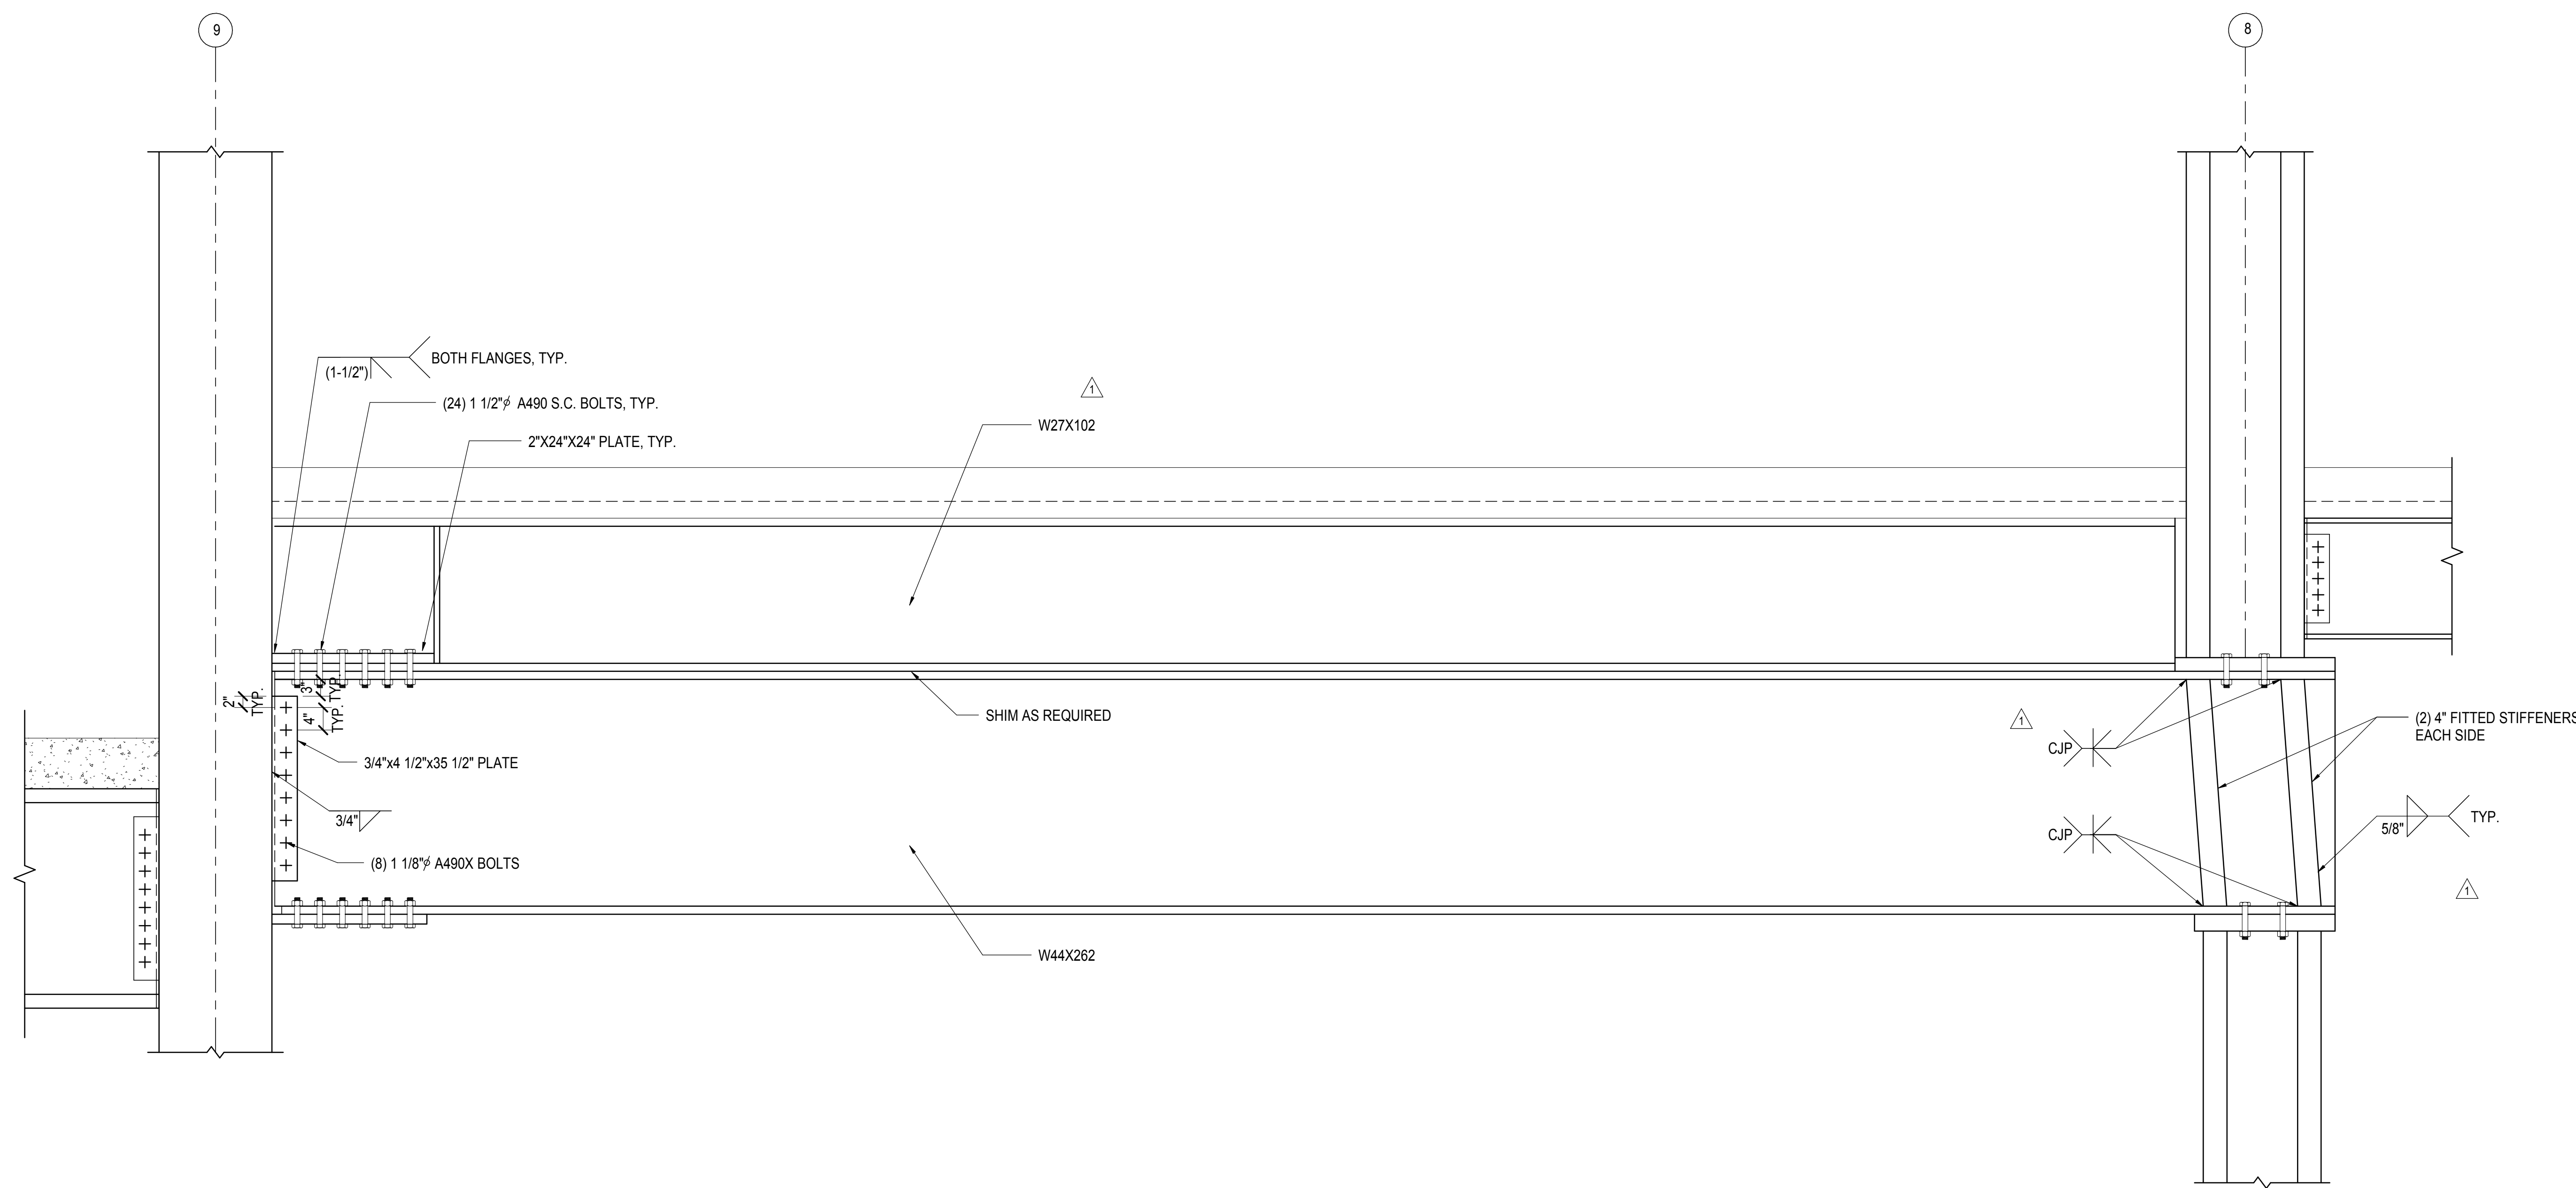 9
8
BOTH FLANGES, TYP.
(1-1/2")
(24) 1 1/2"ϕ A490 S.C. BOLTS, TYP.
2"X24"X24" PLATE, TYP.
1
W27X102
2"
TYP.
3"
TYP.
4"
TYP.
SHIM AS REQUIRED
3/4"x4 1/2"x35 1/2" PLATE
3/4"
(8) 1 1/8"ϕ A490X BOLTS
W44X262
1
CJP
CJP
(2) 4" FITTED STIFFENERS
EACH SIDE
5/8"
TYP.
1